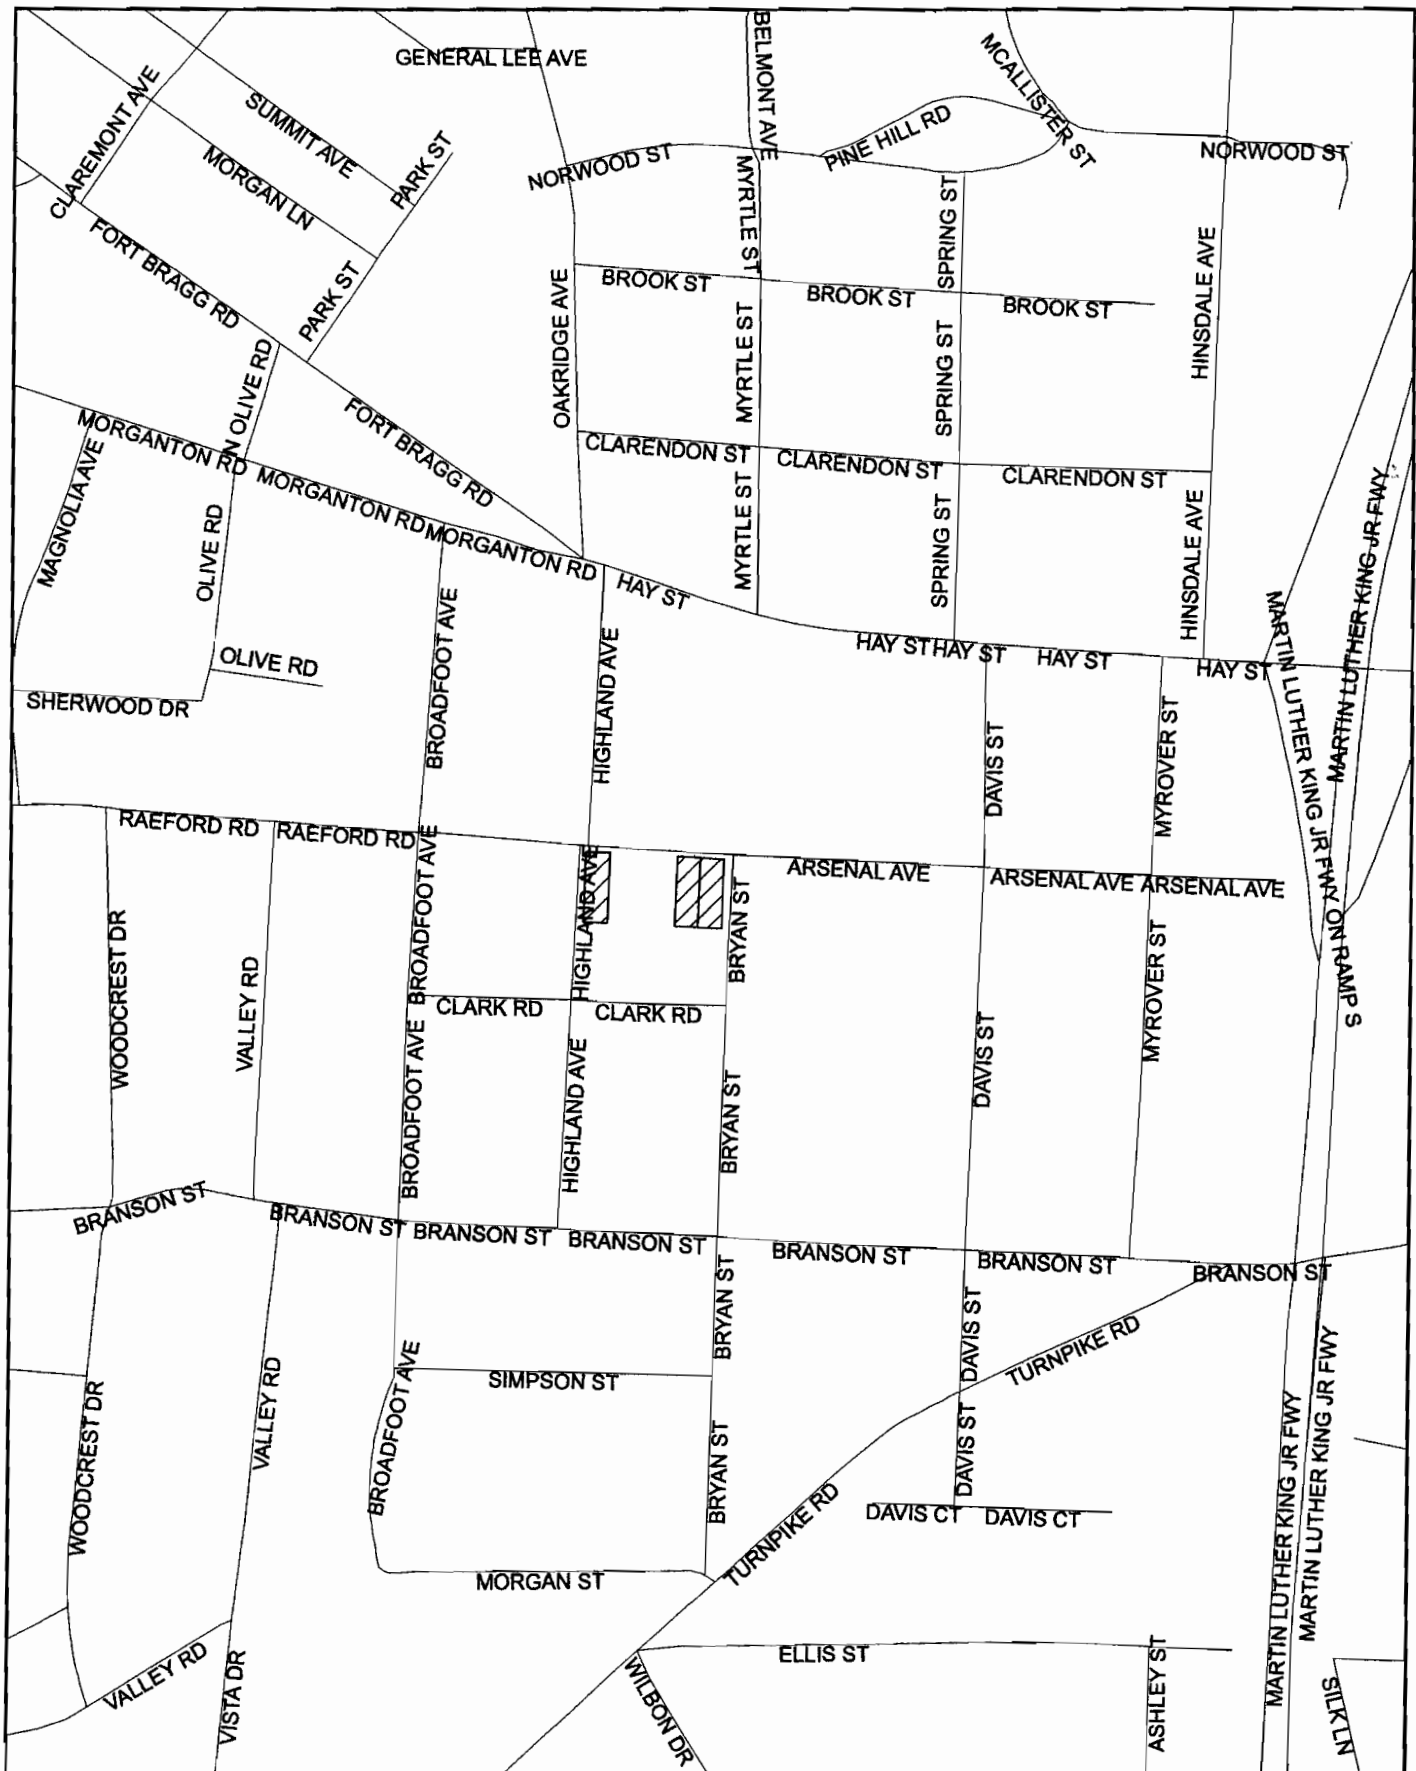 GENERAL LEE AVE
BELMONT AVE
MCALLISTER ST
CLAREMONT AVE
SUMMIT AVE
PARK ST
MORGAN LN
NORWOOD ST
PINE HILL RD
NORWOOD ST
MYRTLE ST
SPRING ST
HINSDALE AVE
FORT BRAGG RD
PARK ST
OAKRIDGE AVE
BROOK ST
BROOK ST
BROOK ST
N OLIVE RD
MYRTLE ST
SPRING ST
FORT BRAGG RD
MORGANTON RD
MORGANTON RD
MORGANTON RD
MAGNOLIA AVE
CLARENDON ST
CLARENDON ST
CLARENDON ST
OLIVE RD
MYRTLE ST
SPRING ST
HINSDALE AVE
MARTIN LUTHER KING JR FWY
HAY ST
HAY ST
HAY ST
HAY ST
HAY ST
MARTIN LUTHER KING JR FWY ON RAMP S
OLIVE RD
SHERWOOD DR
BROADFOOT AVE
HIGHLAND AVE
DAVIS ST
MYROVER ST
RAEFORD RD
RAEFORD RD
BROADFOOT AVE
HIGHLAND AVE
BRYAN ST
ARSENAL AVE
ARSENAL AVE
ARSENAL AVE
WOODCREST DR
VALLEY RD
MYROVER ST
CLARK RD
CLARK RD
BROADFOOT AVE
HIGHLAND AVE
BRYAN ST
DAVIS ST
BRANSON ST
BRANSON ST
BRANSON ST
BRANSON ST
BRANSON ST
BRANSON ST
BRANSON ST
BRYAN ST
DAVIS ST
TURNPIKE RD
SIMPSON ST
BROADFOOT AVE
VALLEY RD
WOODCREST DR
BRYAN ST
DAVIS ST
MARTIN LUTHER KING JR FWY
MARTIN LUTHER KING JR FWY
TURNPIKE RD
DAVIS CT
DAVIS CT
MORGAN ST
VALLEY RD
VISTA DR
WILBON DR
ELLIS ST
ASHLEY ST
SILK LN